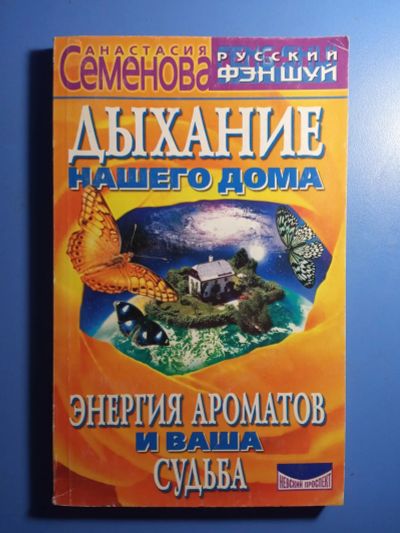 АНАСТАСИЯ
СЕМЕНОВА
РУССКИЙ
ФЭН ШУЙ
ДЫХАНИЕ
НАШЕГО ДОМА
ЭНЕРГИЯ АРОМАТОВ
И ВАША
СУДЬБА
НЕВСКИЙ ПРОСПЕКТ